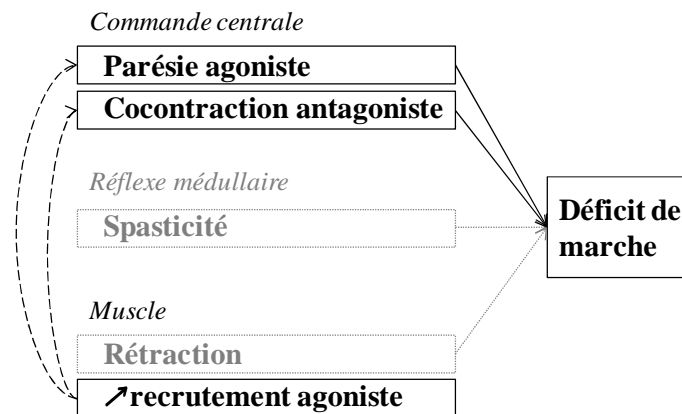 Commande centrale
Parésie agoniste
Cocontraction antagoniste
Réflexe médullaire
Spasticité
Déficit de
marche
Muscle
Rétraction
↗recrutement agoniste